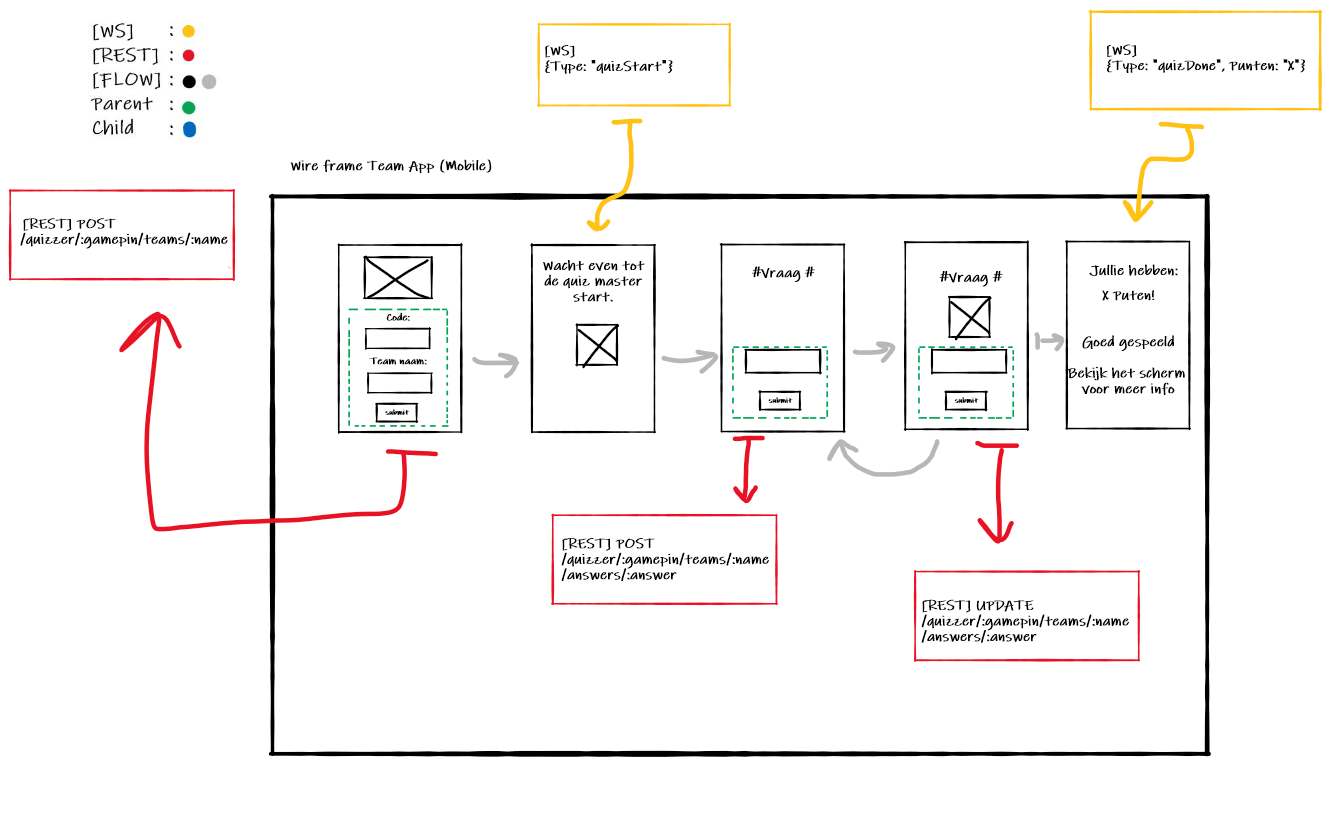 [WS] :
[REST] :
[FLOW] :
Parent :
Child :
[WS]
{Type: "quizStart"}
[WS]
{Type: "quizDone", Punten: "X"}
wire frame Team App (Mobile)
[REST] POST
/quizzer/:gamepin/teams/:name
Code:
Team naam:
submit
Wacht even tot
de quiz master
start.
#Vraag #
submit
#Vraag #
submit
Jullie hebben:
X Puten!
Goed gespeeld
Bekijk het scherm
voor meer info
[REST] POST
/quizzer/:gamepin/teams/:name
/answers/:answer
[REST] UPDATE
/quizzer/:gamepin/teams/:name
/answers/:answer